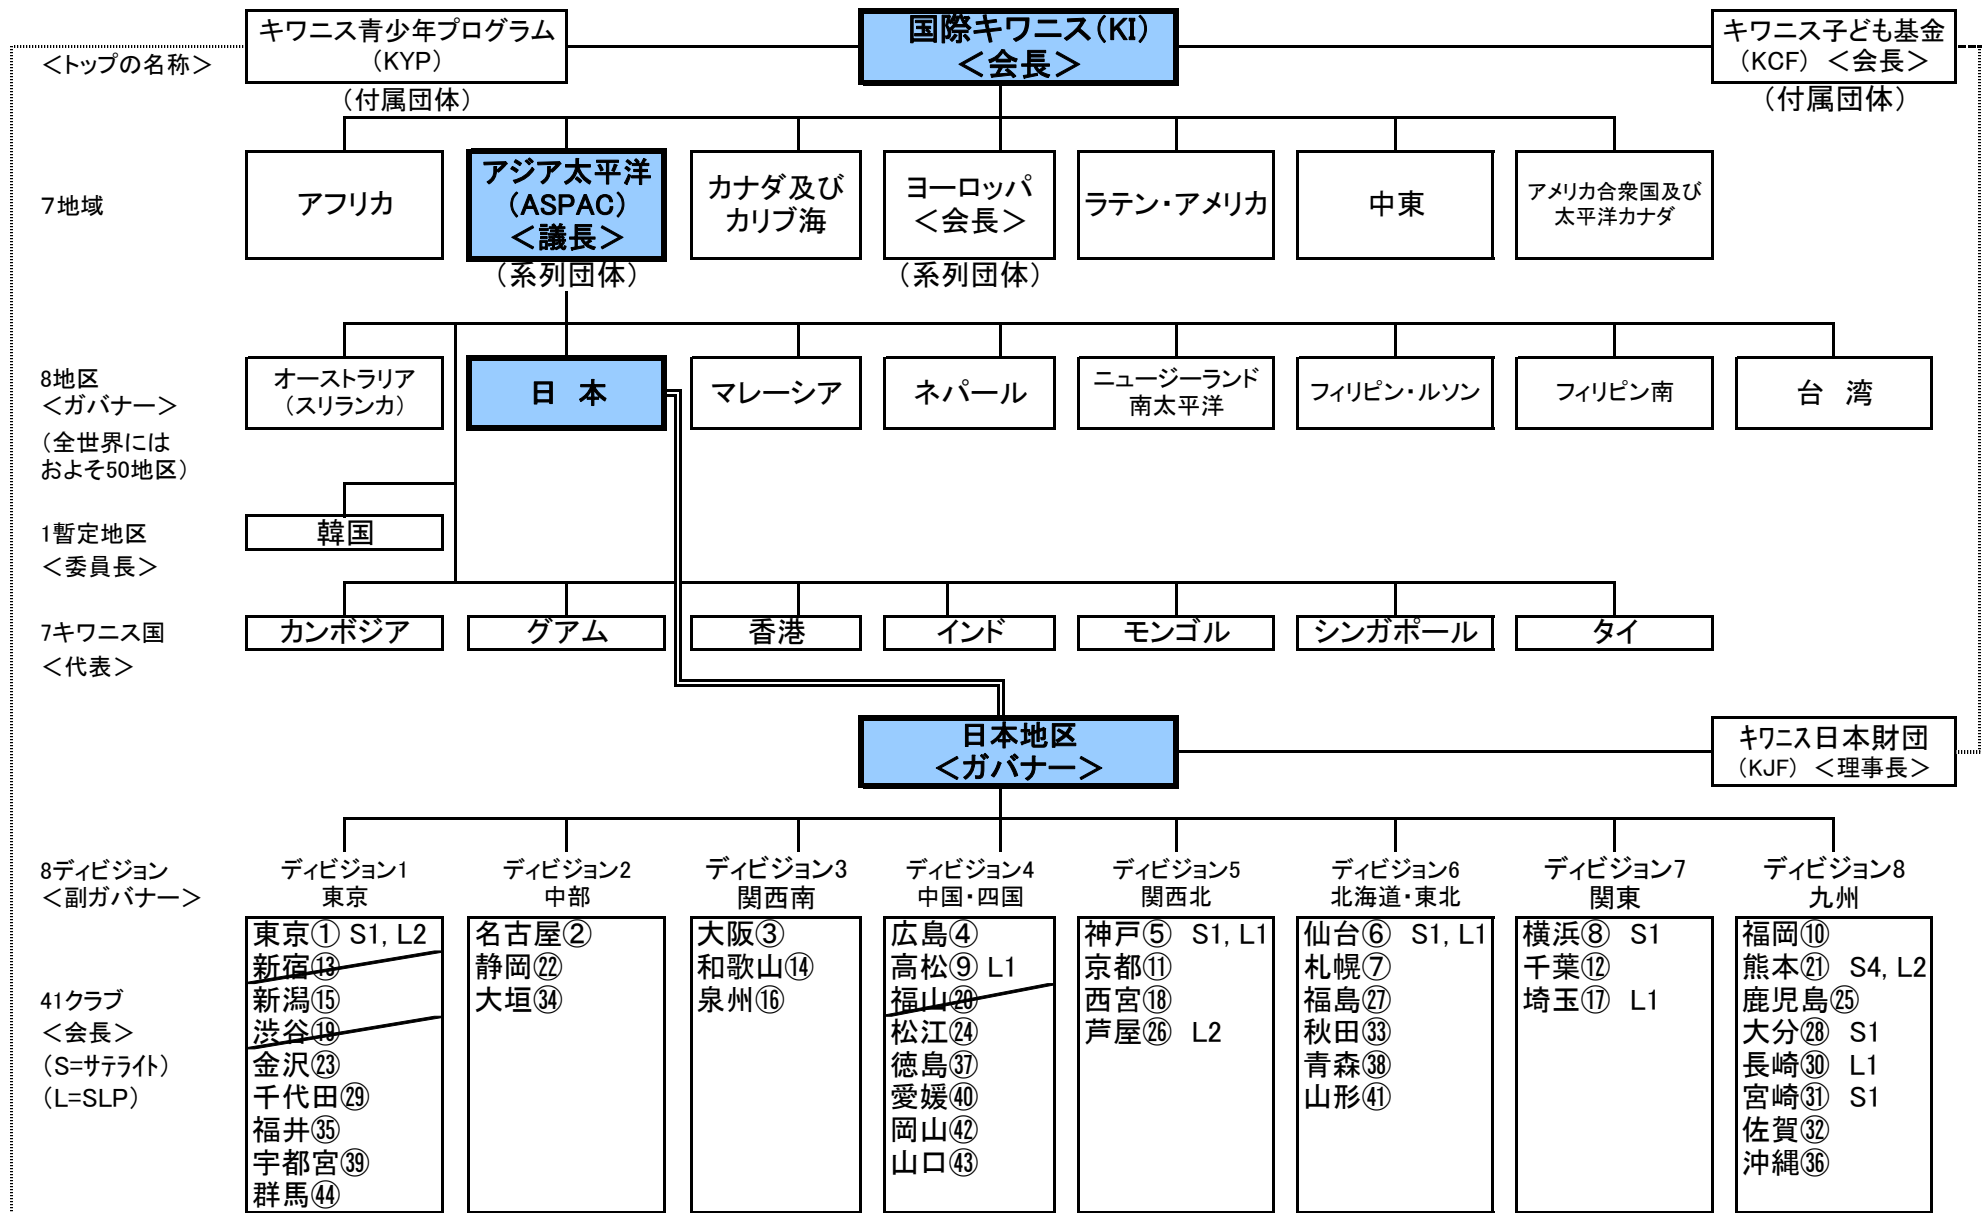 キワニス青少年プログラム
(KYP)
国際キワニス(KI)
＜会長＞
キワニス子ども基金
(KCF) ＜会長＞
＜トップの名称＞
(付属団体)
(付属団体)
7地域
アフリカ
アジア太平洋
(ASPAC)
＜議長＞
カナダ及び
カリブ海
ヨーロッパ
＜会長＞
ラテン・アメリカ
中東
アメリカ合衆国及び
太平洋カナダ
(系列団体)
(系列団体)
8地区
＜ガバナー＞
(全世界には
およそ50地区)
オーストラリア
(スリランカ)
日 本
マレーシア
ネパール
ニュージーランド
南太平洋
フィリピン・ルソン
フィリピン南
台 湾
1暫定地区
＜委員長＞
韓国
7キワニス国
＜代表＞
カンボジア
グアム
香港
インド
モンゴル
シンガポール
タイ
日本地区
＜ガバナー＞
キワニス日本財団
(KJF) ＜理事長＞
8ディビジョン
＜副ガバナー＞
ディビジョン1
東京
ディビジョン2
中部
ディビジョン3
関西南
ディビジョン4
中国・四国
ディビジョン5
関西北
ディビジョン6
北海道・東北
ディビジョン7
関東
ディビジョン8
九州
41クラブ
＜会長＞
(S=サテライト)
(L=SLP)
東京① S1, L2
新宿⑬
新潟⑮
渋谷⑲
金沢㉓
千代田㉙
福井㉟
宇都宮㊴
群馬㊹
名古屋②
静岡㉒
大垣㉞
大阪③
和歌山⑭
泉州⑯
広島④
高松⑨ L1
福山⑳
松江㉔
徳島㊲
愛媛㊵
岡山㊷
山口㊸
神戸⑤ S1, L1
京都⑪
西宮⑱
芦屋㉖ L2
仙台⑥ S1, L1
札幌⑦
福島㉗
秋田㉝
青森㊳
山形㊶
横浜⑧ S1
千葉⑫
埼玉⑰ L1
福岡⑩
熊本㉑ S4, L2
鹿児島㉕
大分㉘ S1
長崎㉚ L1
宮崎㉛ S1
佐賀㉜
沖縄㊱